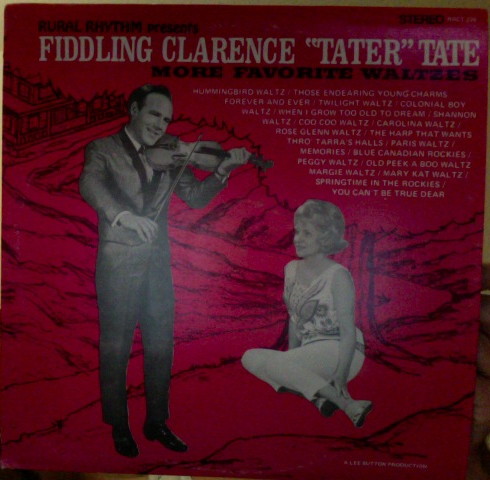 RURAL RHYTHM presents
STEREO
FIDDLING CLARENCE "TATER" TATE
MORE FAVORITE WALTZES
HUMMINGBIRD WALTZ / THOSE ENDEARING YOUNG CHARMS
FOREVER AND EVER / TWILIGHT WALTZ / COLONIAL BOY
WALTZ / WHEN I GROW TOO OLD TO DREAM / SHANNON
WALTZ / COO COO WALTZ / CAROLINA WALTZ /
ROSE GLENN WALTZ / THE HARP THAT WANTS
THRO' TARRA'S HALLS / PARIS WALTZ /
MEMORIES / BLUE CANADIAN ROCKIES /
PEGGY WALTZ / OLD PEEK A BOO WALTZ
MARGIE WALTZ / MARY KAT WALTZ /
SPRINGTIME IN THE ROCKIES /
YOU CAN'T BE TRUE DEAR
A LEE SUTTON PRODUCTION